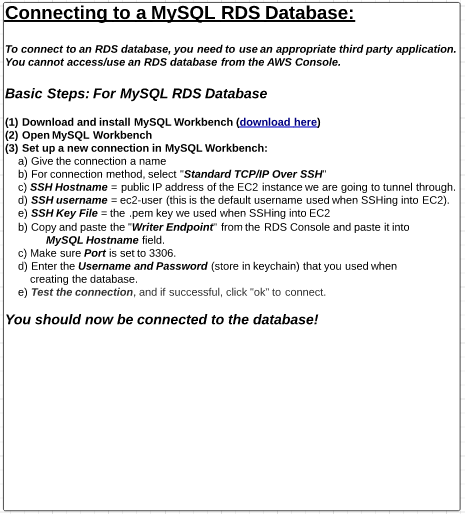 Connecting to a MySQL RDS Database:
To connect to an RDS database, you need to use an appropriate third party application.
You cannot access/use an RDS database from the AWS Console.
Basic Steps: For MySQL RDS Database
(1) Download and install MySQL Workbench (download here)
(2) Open MySQL Workbench
(3) Set up a new connection in MySQL Workbench:
a) Give the connection a name
b) For connection method, select "Standard TCP/IP Over SSH"
c) SSH Hostname = public IP address of the EC2 instance we are going to tunnel through.
d) SSH username = ec2-user (this is the default username used when SSHing into EC2).
e) SSH Key File = the .pem key we used when SSHing into EC2
b) Copy and paste the "Writer Endpoint" from the RDS Console and paste it into
MySQL Hostname field.
c) Make sure Port is set to 3306.
d) Enter the Username and Password (store in keychain) that you used when
creating the database.
e) Test the connection, and if successful, click "ok" to connect.
You should now be connected to the database!